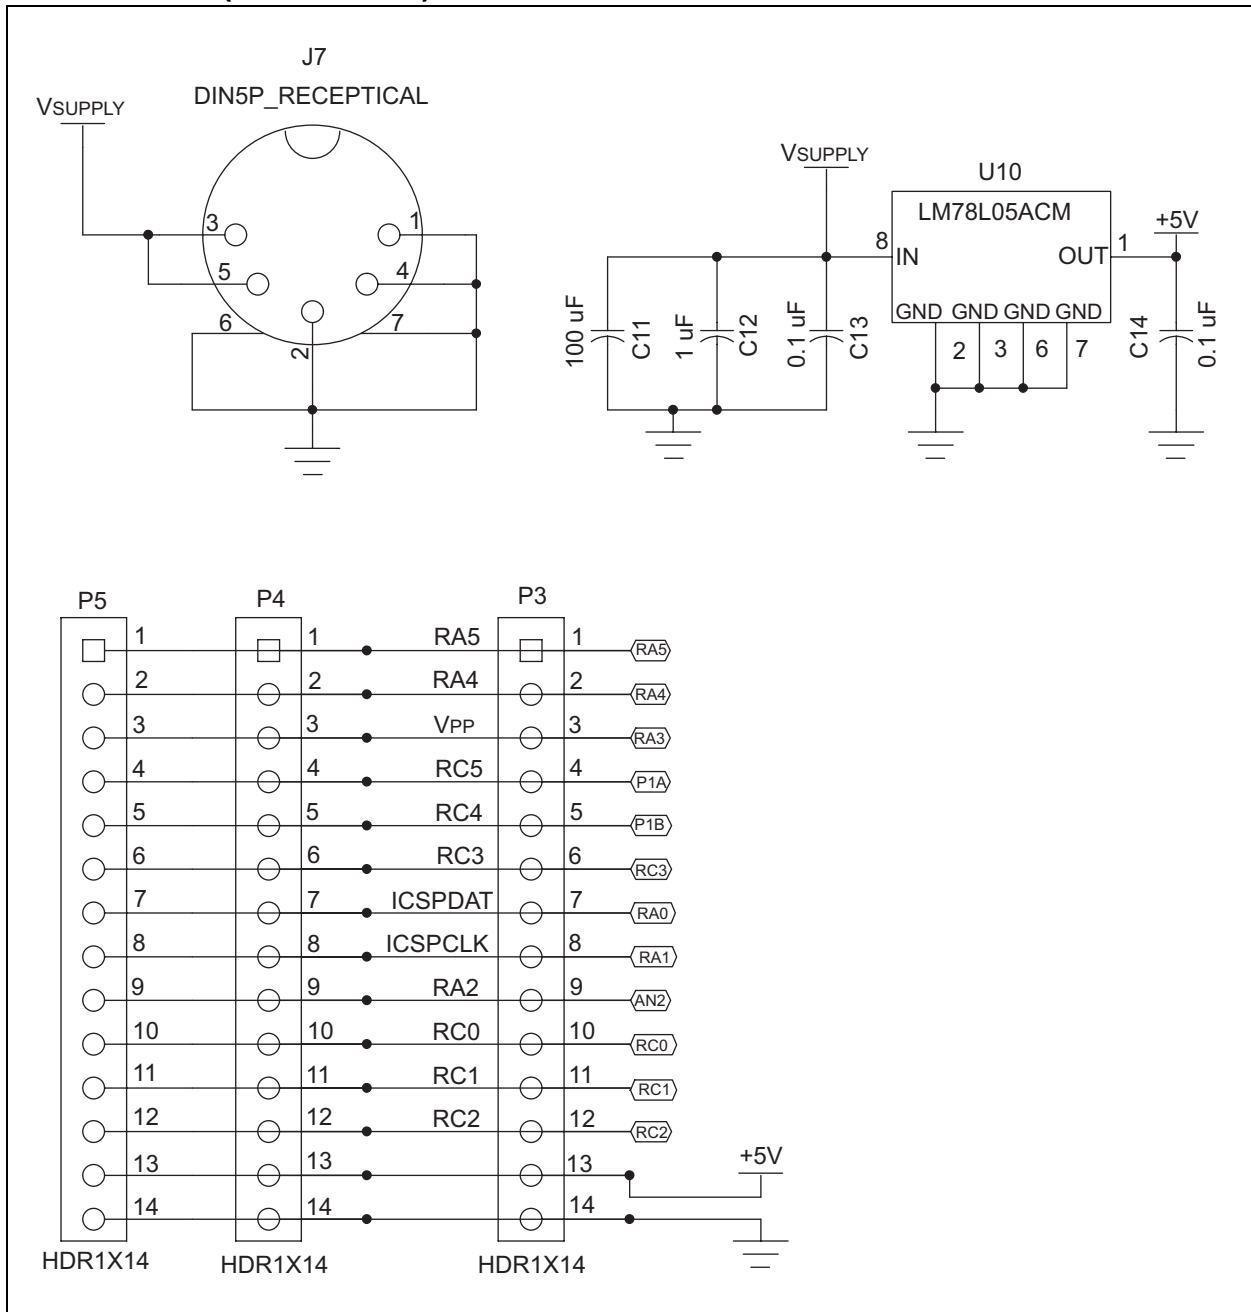 J7
DIN5P_RECEPTICAL
VSUPPLY
3
1
5
4
6
7
2
VSUPPLY
U10
LM78L05ACM
+5V
8
IN
OUT
1
GND GND GND GND
2 3 6 7
100 uF
C11
1 uF
C12
0.1 uF
C13
C14
0.1 uF
P5 P4 P3
1 1 RA5 1 RA5
2 2 RA4 2 RA4
3 3 VPP 3 RA3
4 4 RC5 4 P1A
5 5 RC4 5 P1B
6 6 RC3 6 RC3
7 7 ICSPDAT 7 RA0
8 8 ICSPCLK 8 RA1
9 9 RA2 9 AN2
10 10 RC0 10 RC0
11 11 RC1 11 RC1
12 12 RC2 12 RC2
13 13 13 +5V
14 14 14
HDR1X14 HDR1X14 HDR1X14